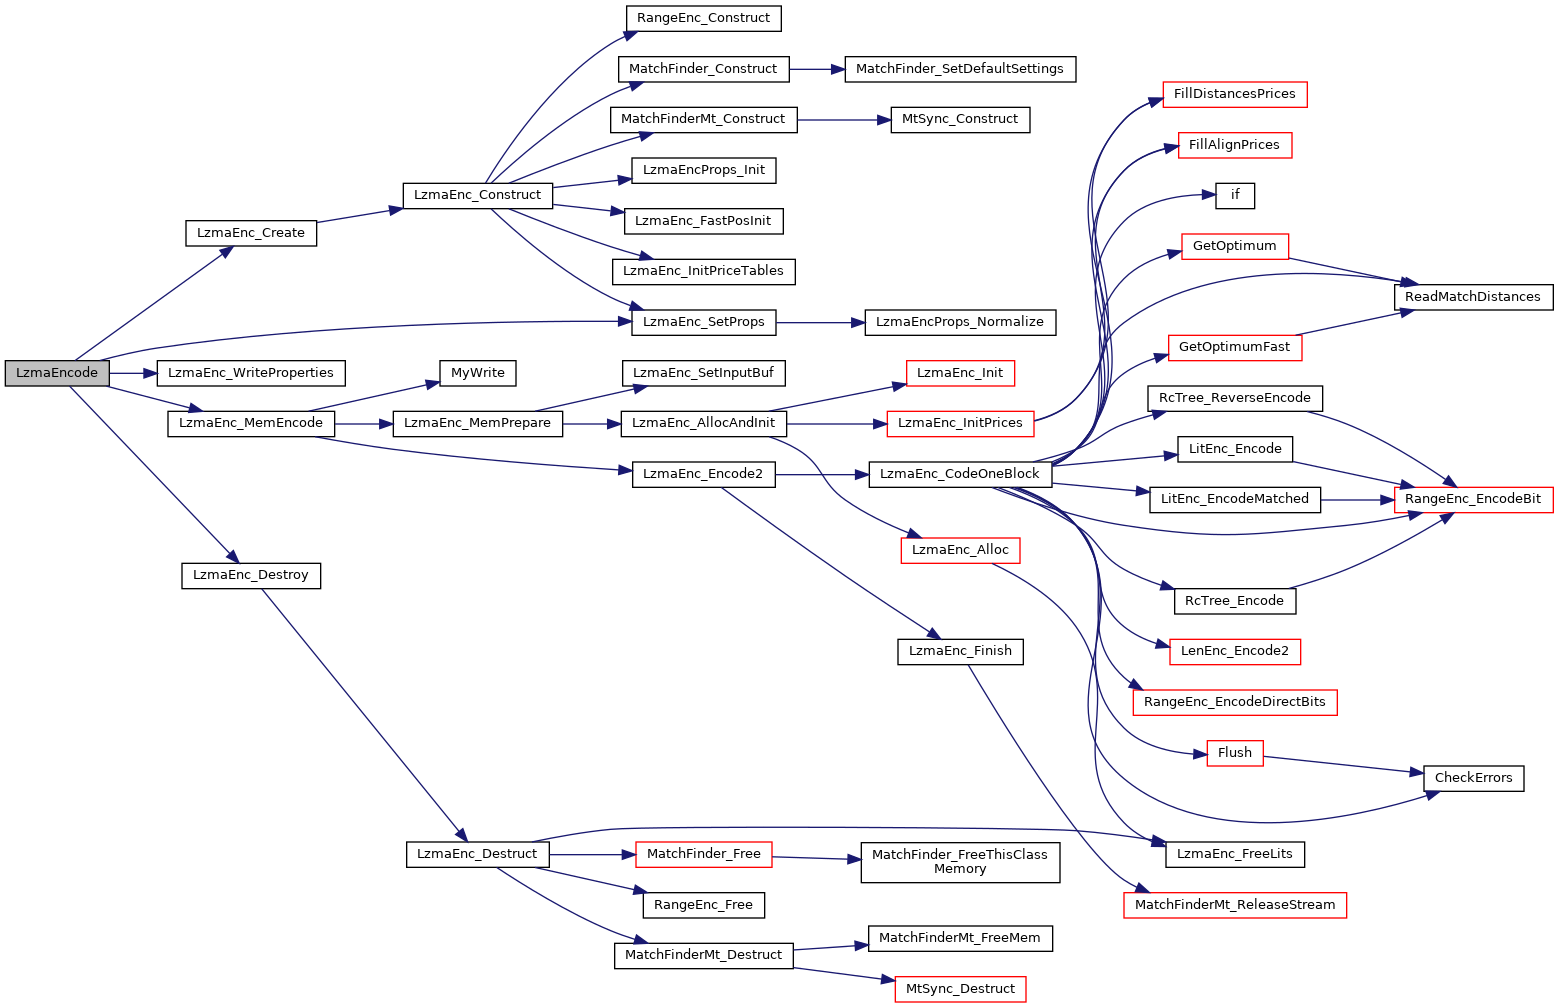 RangeEnc_Construct
MatchFinder_Construct
MatchFinder_SetDefaultSettings
FillDistancesPrices
MatchFinderMt_Construct
MtSync_Construct
FillAlignPrices
LzmaEncProps_Init
LzmaEnc_Construct
if
LzmaEnc_FastPosInit
LzmaEnc_Create
GetOptimum
LzmaEnc_InitPriceTables
ReadMatchDistances
LzmaEnc_SetProps
LzmaEncProps_Normalize
GetOptimumFast
LzmaEncode
LzmaEnc_WriteProperties
MyWrite
LzmaEnc_SetInputBuf
LzmaEnc_Init
RcTree_ReverseEncode
LzmaEnc_MemEncode
LzmaEnc_MemPrepare
LzmaEnc_AllocAndInit
LzmaEnc_InitPrices
LitEnc_Encode
LzmaEnc_Encode2
LzmaEnc_CodeOneBlock
LitEnc_EncodeMatched
RangeEnc_EncodeBit
LzmaEnc_Alloc
LzmaEnc_Destroy
RcTree_Encode
LzmaEnc_Finish
LenEnc_Encode2
RangeEnc_EncodeDirectBits
Flush
CheckErrors
LzmaEnc_Destruct
MatchFinder_Free
MatchFinder_FreeThisClass
Memory
LzmaEnc_FreeLits
RangeEnc_Free
MatchFinderMt_ReleaseStream
MatchFinderMt_Destruct
MatchFinderMt_FreeMem
MtSync_Destruct